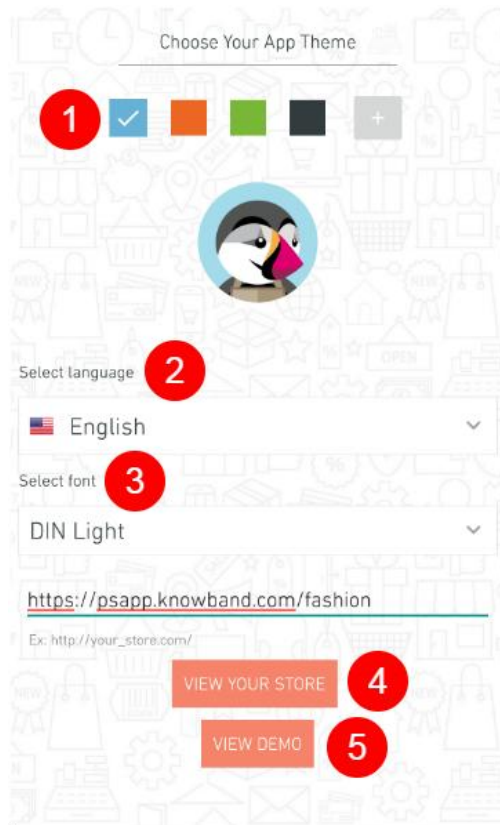 Choose Your App Theme
1
+
Select language 2
English
Select font 3
DIN Light
https://psapp.knowband.com/fashion
Ex: http://your_store.com/
VIEW YOUR STORE 4
VIEW DEMO 5